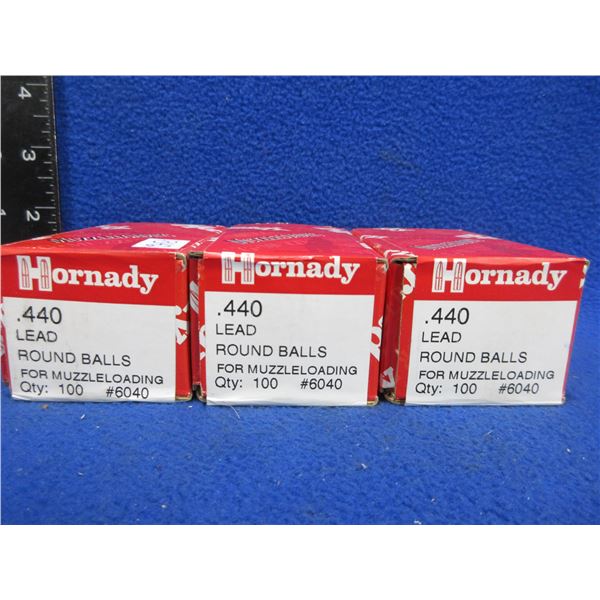 4
3
2
Hornady
.440
LEAD
ROUND BALLS
FOR MUZZLELOADING
Qty: 100 #6040
Hornady
.440
LEAD
ROUND BALLS
FOR MUZZLELOADING
Qty: 100 #6040
Hornady
.440
LEAD
ROUND BALLS
FOR MUZZLELOADING
Qty: 100 #6040